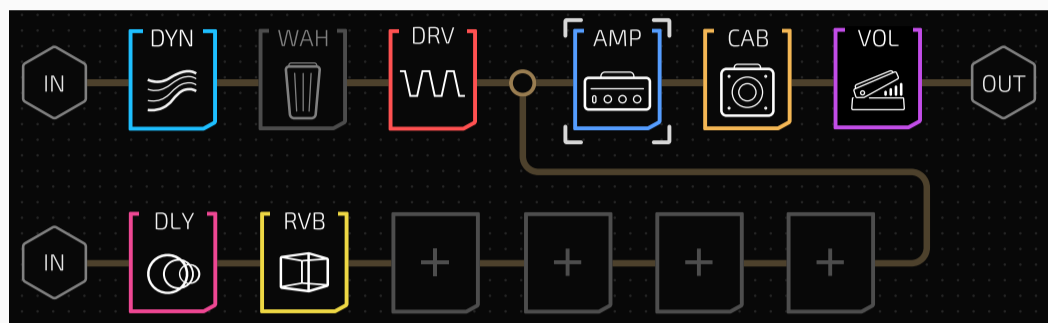 IN
DYN
WAH
DRV
AMP
CAB
VOL
OUT
IN
DLY
RVB
+
+
+
+